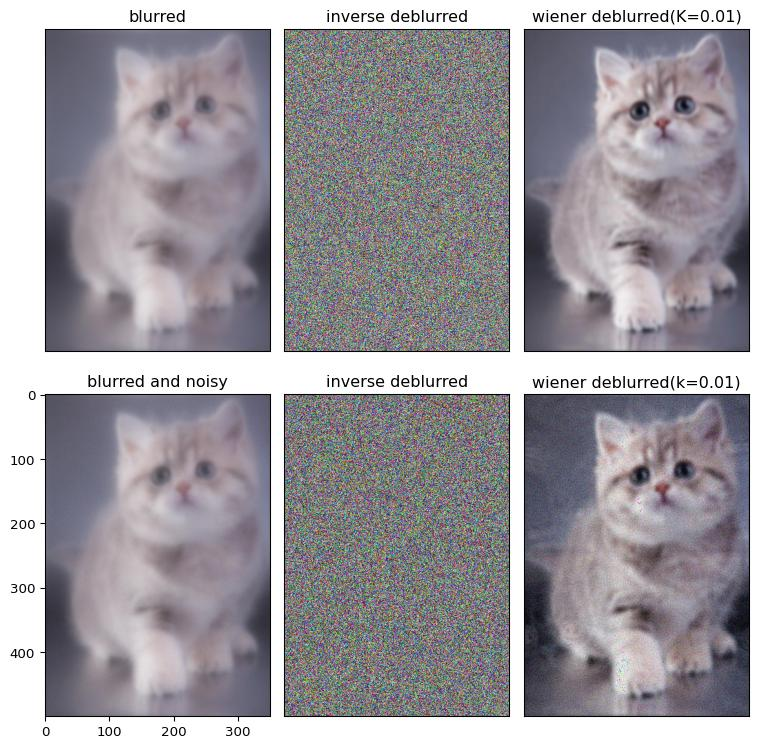 blurred
inverse deblurred
wiener deblurred(K=0.01)
blurred and noisy
inverse deblurred
wiener deblurred(k=0.01)
0
100
200
300
400
0
100
200
300